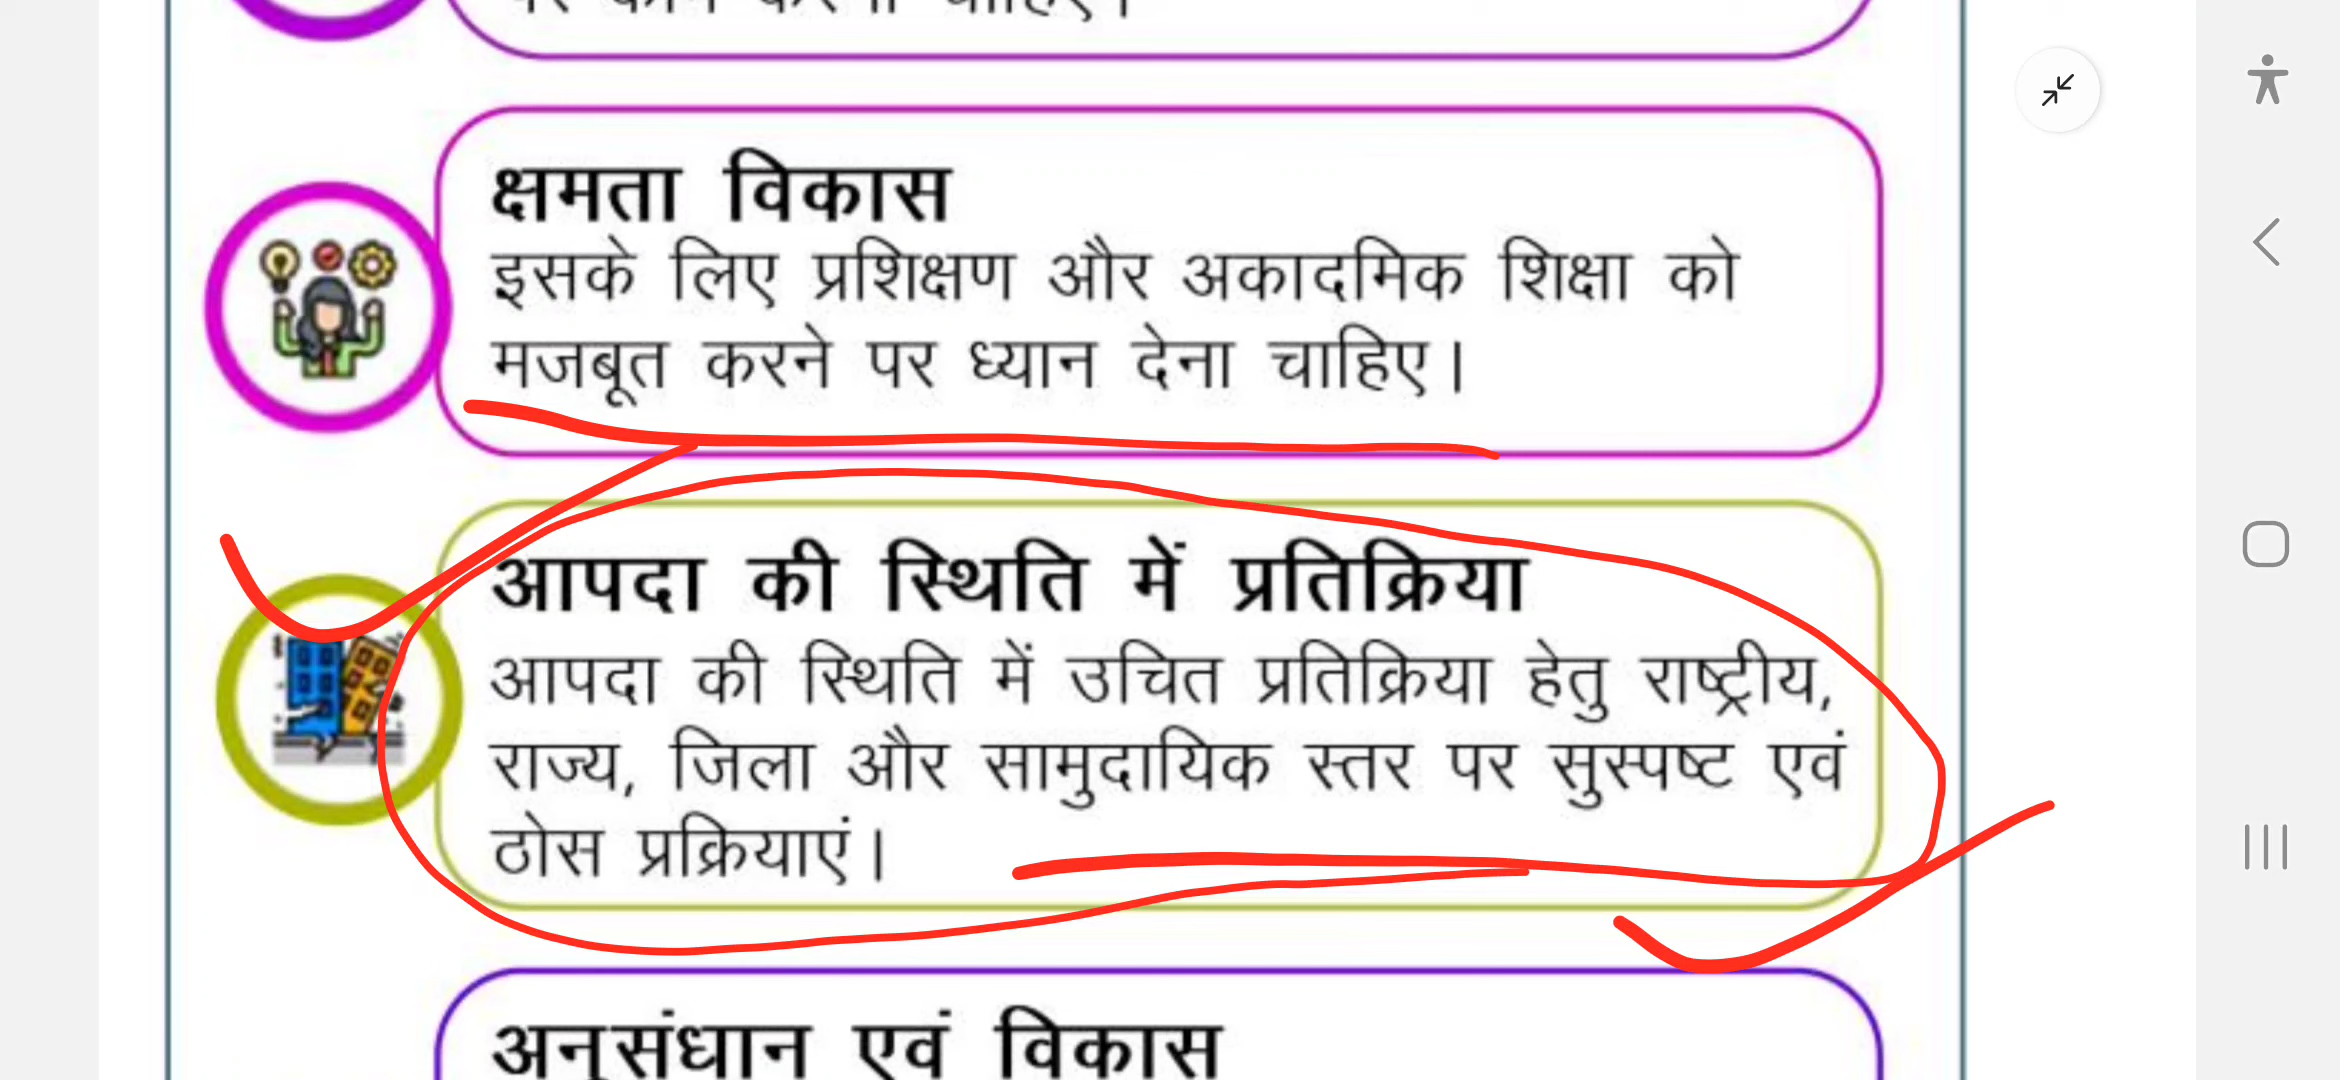 क्षमता विकास
इसके लिए प्रशिक्षण और अकादमिक शिक्षा को
मजबूत करने पर ध्यान देना चाहिए।
आपदा की स्थिति में प्रतिक्रिया
आपदा की स्थिति में उचित प्रतिक्रिया हेतु राष्ट्रीय,
राज्य, जिला और सामुदायिक स्तर पर सुस्पष्ट एवं
ठोस प्रक्रियाएं।
अनुसंधान एवं विकास